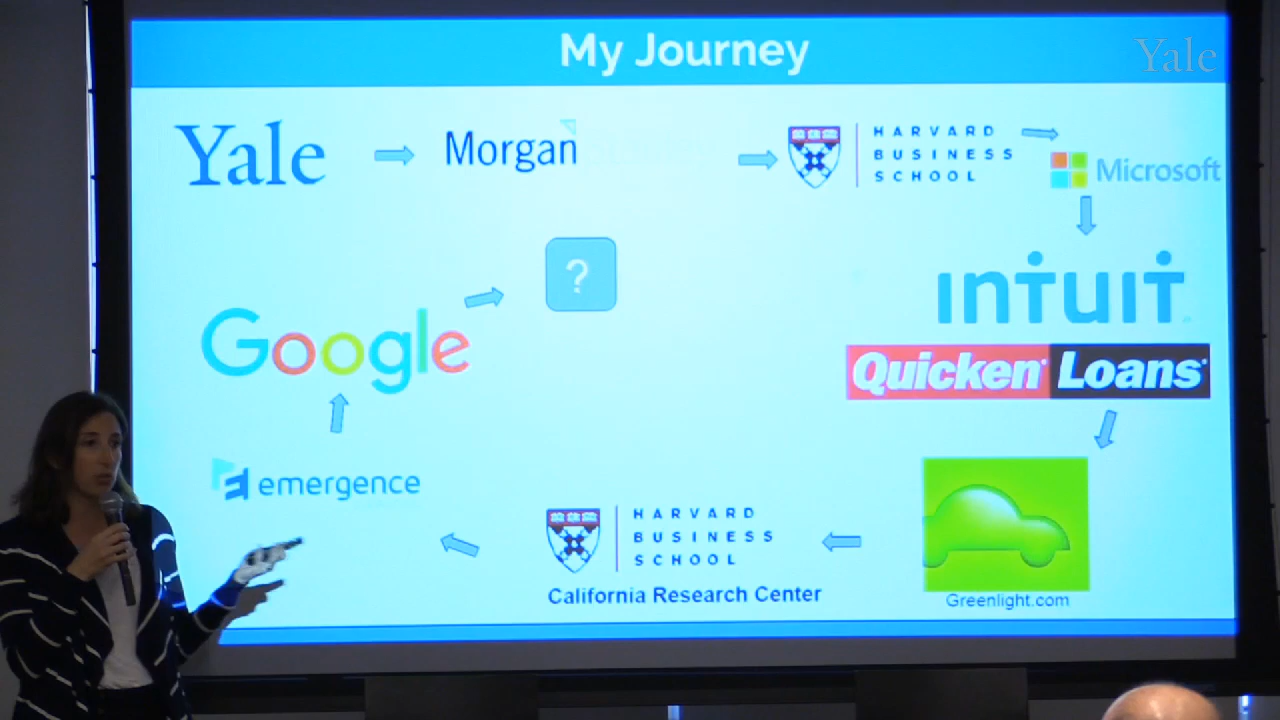 My Journey
Yale
Yale
Morgan
HARVARD
BUSINESS
SCHOOL
Microsoft
?
INTUIT
Google
Quicken Loans
emergence
HARVARD
BUSINESS
SCHOOL
California Research Center
Greenlight.com